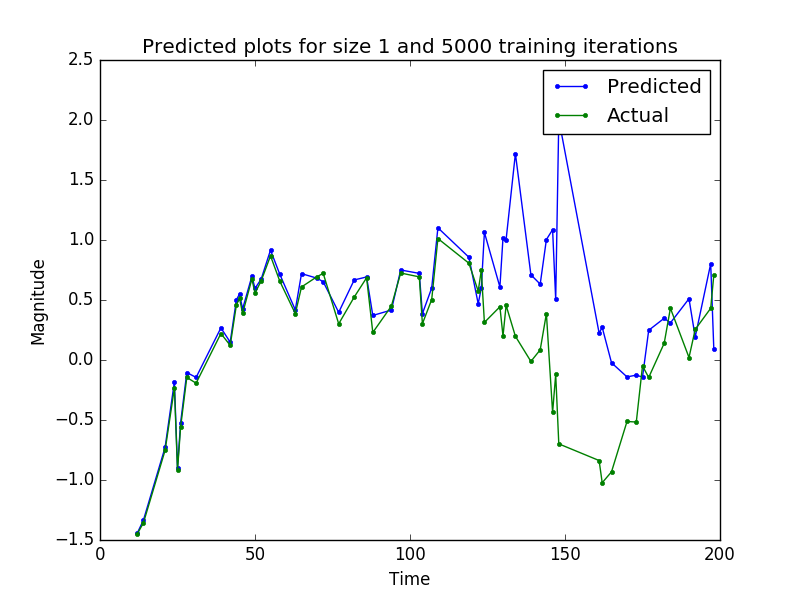 Predicted plots for size 1 and 5000 training iterations
2.5
2.0
1.5
1.0
0.5
0.0
−0.5
−1.0
−1.5
Predicted
Actual
Magnitude
0 50 100 150 200
Time